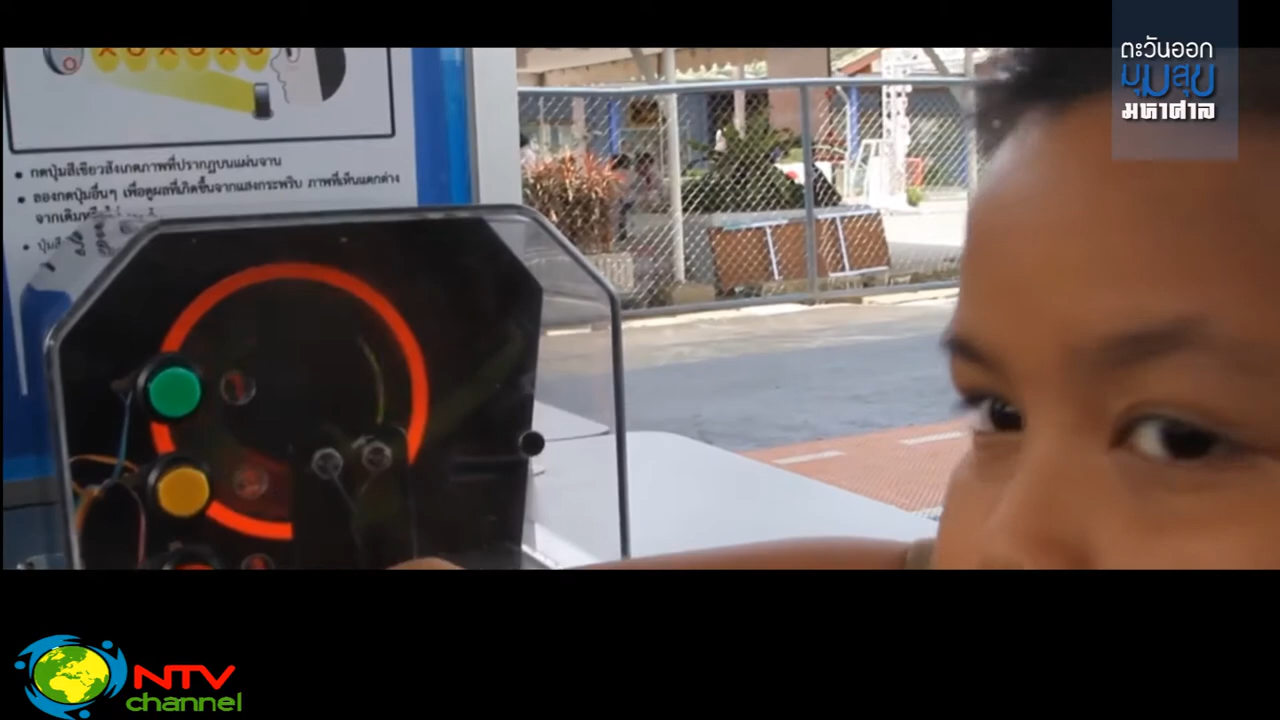 ตะวันออก
มุมสุข
มหาศาล
• กดปุ่มสีเขียวสังเกตภาพที่ปรากฏบนแผ่นจาน
• ลองกดปุ่มอื่นๆ เพื่อดูผลที่เกิดขึ้นจากแสงกระพริบ ภาพที่เห็นแตกต่าง
จากเดิม
NTV
channel